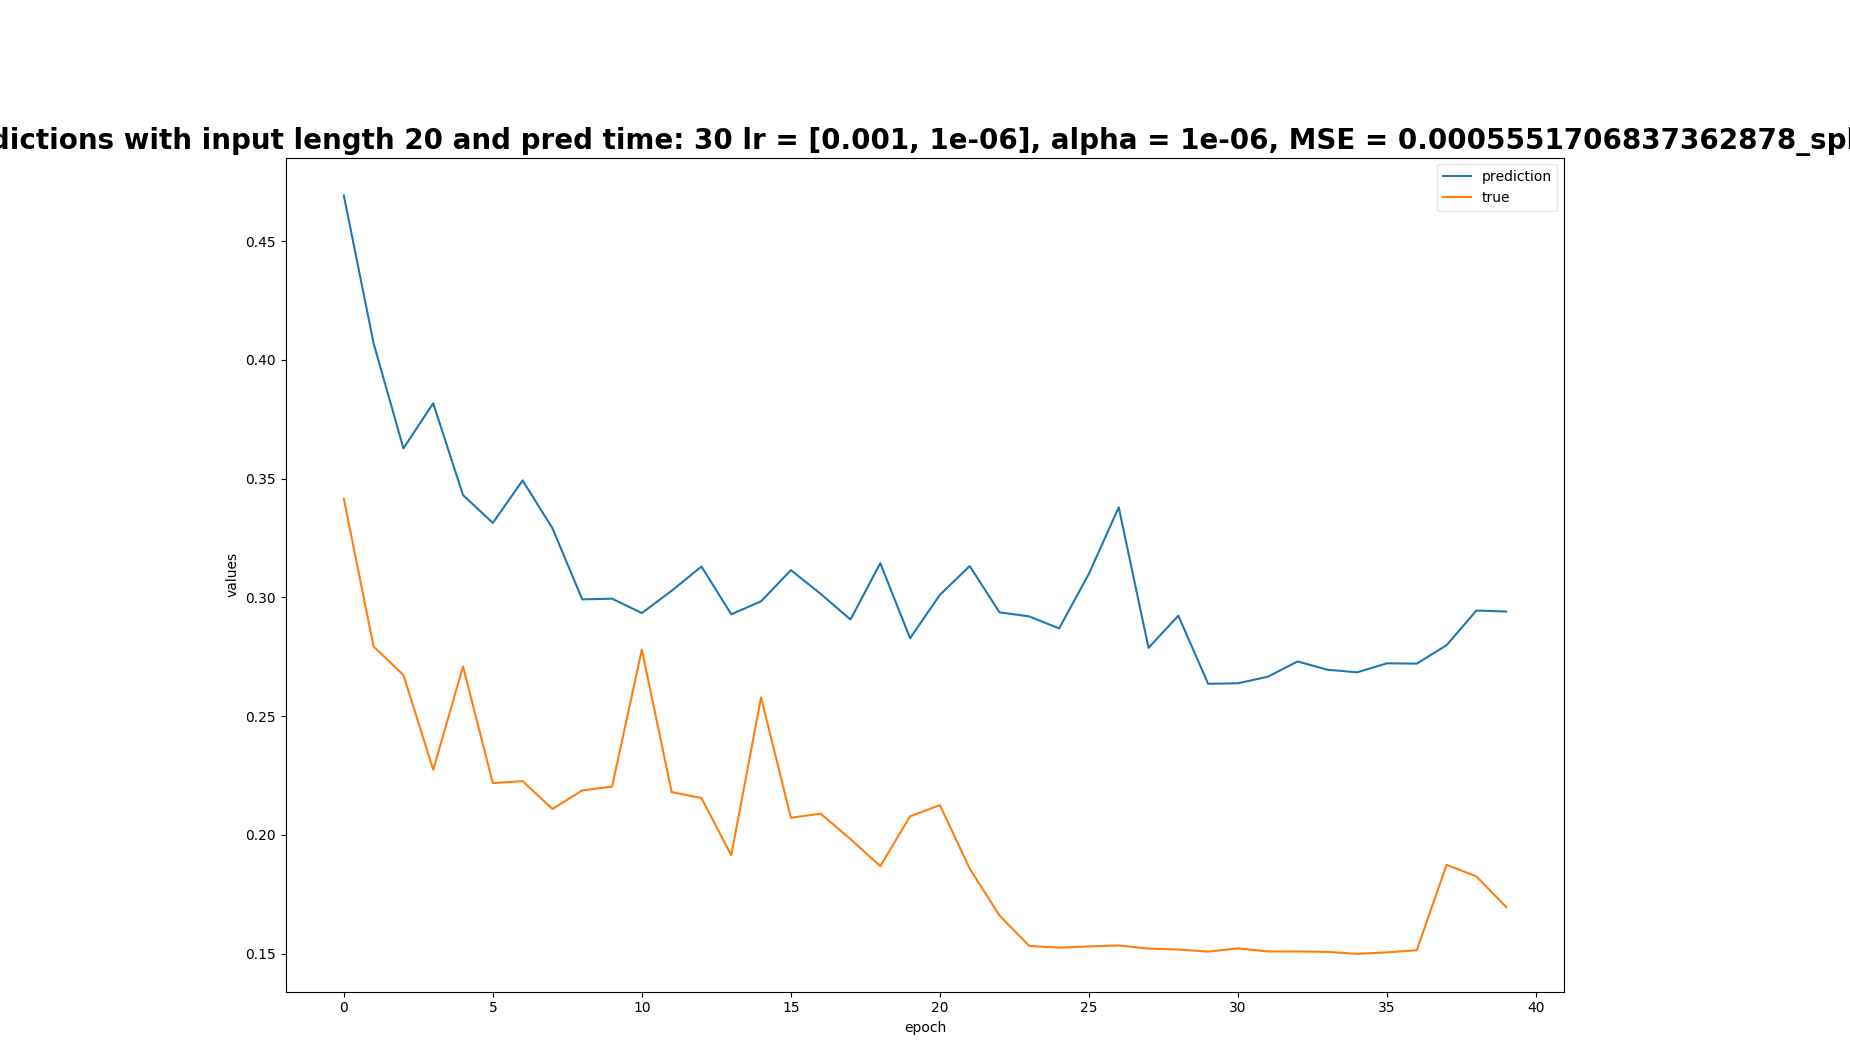 dictions with input length 20 and pred time: 30 lr = [0.001, 1e-06], alpha = 1e-06, MSE = 0.0005551706837362878_spl
prediction
true
0.45
0.40
0.35
0.30
0.25
0.20
0.15
values
0 5 10 15 20 25 30 35 40
epoch